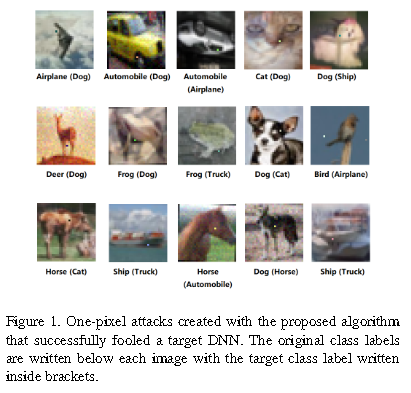 Airplane (Dog) Automobile (Dog) Automobile (Airplane) Cat (Dog) Dog (Ship)
Deer (Dog) Frog (Dog) Frog (Truck) Dog (Cat) Bird (Airplane)
Horse (Cat) Ship (Truck) Horse (Automobile) Dog (Horse) Ship (Truck)
Figure 1. One-pixel attacks created with the proposed algorithm
that successfully fooled a target DNN. The original class labels
are written below each image with the target class label written
inside brackets.